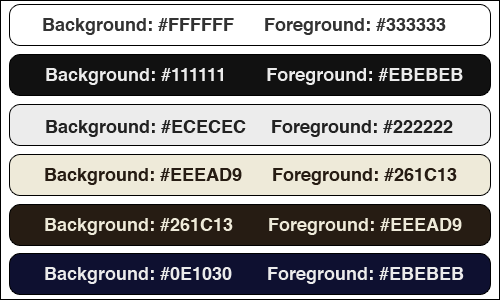 Background: #FFFFFF Foreground: #333333
Background: #111111 Foreground: #EBEBEB
Background: #ECECEC Foreground: #222222
Background: #EEEAD9 Foreground: #261C13
Background: #261C13 Foreground: #EEEAD9
Background: #0E1030 Foreground: #EBEBEB